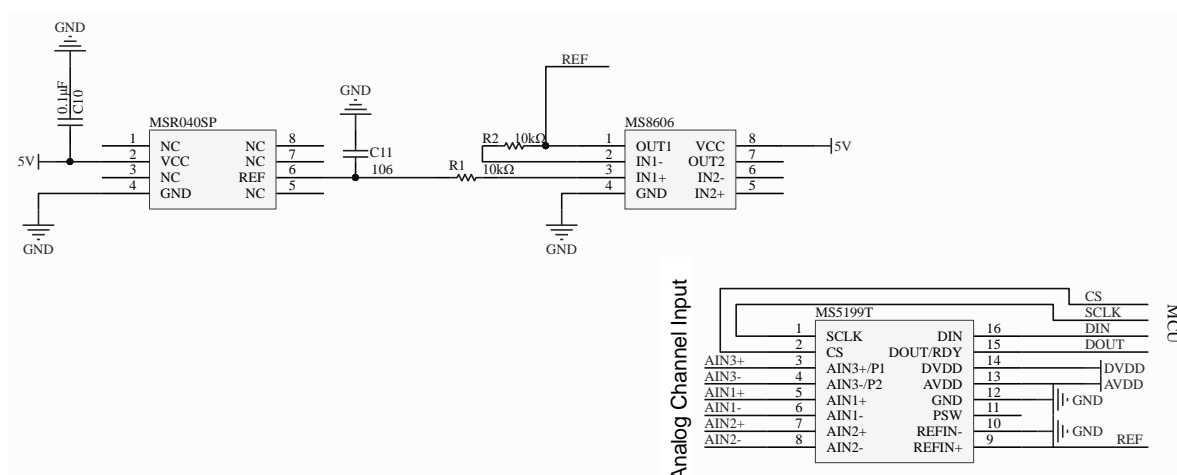 GND
0.1μF
C10
5V
GND
MSR040SP
1 NC NC 8
2 VCC NC 7
3 NC REF 6
4 GND NC 5
GND
C11
106
R1
10kΩ
R2
10kΩ
REF
MS8606
1 OUT1 VCC 8
2 IN1- OUT2 7
3 IN1+ IN2- 6
4 GND IN2+ 5
5V
GND
Analog Channel Input
MS5199T
1 SCLK DIN 16
2 CS DOUT/RDY 15
AIN3+ 3 AIN3+/P1 DVDD 14
AIN3- 4 AIN3-/P2 AVDD 13
AIN1+ 5 AIN1+ GND 12
AIN1- 6 AIN1- PSW 11
AIN2+ 7 AIN2+ REFIN- 10
AIN2- 8 AIN2- REFIN+ 9
CS
SCLK
DIN
DOUT
MCU
DVDD
AVDD
GND
GND
REF